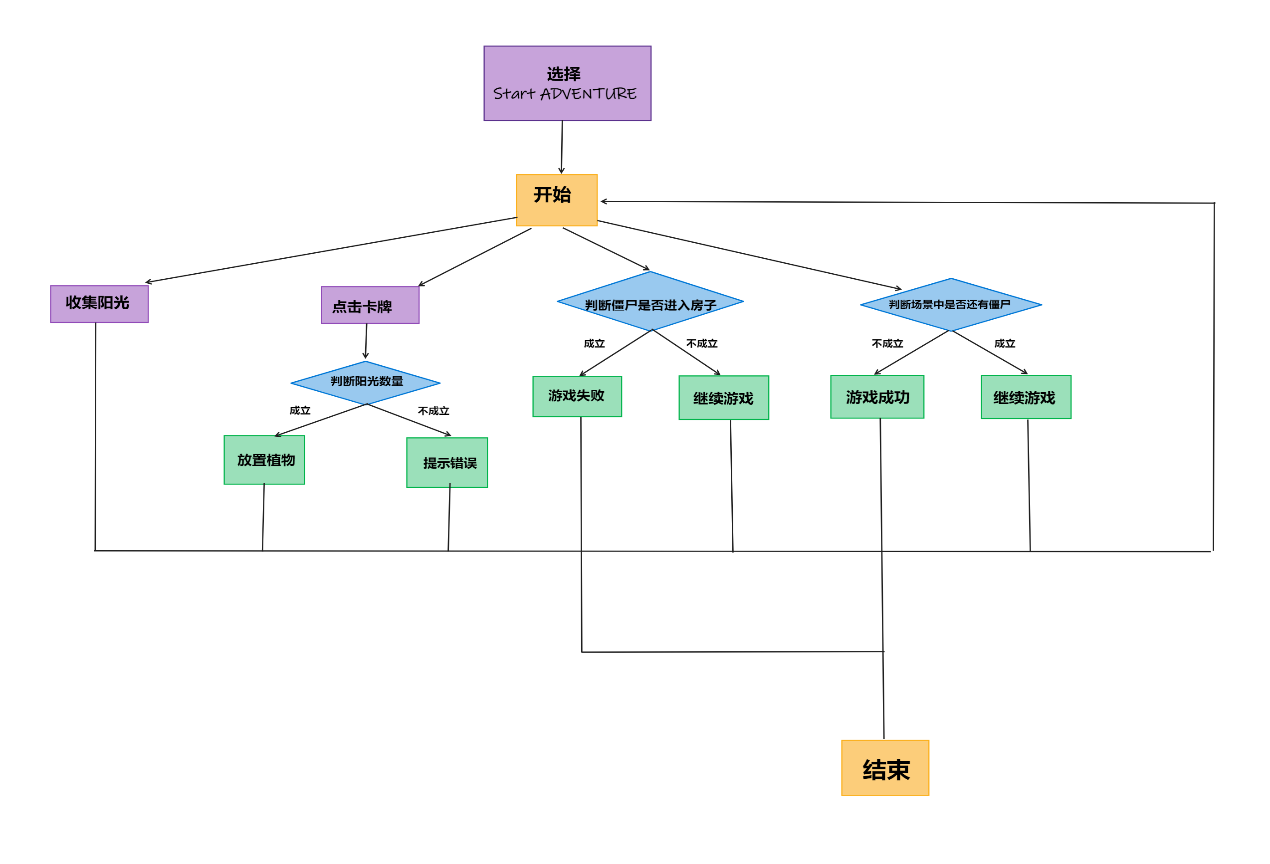 选择
Start ADVENTURE
开始
收集阳光
点击卡牌
判断僵尸是否进入房子
判断场景中是否还有僵尸
成立
不成立
不成立
成立
判断阳光数量
游戏失败
继续游戏
游戏成功
继续游戏
成立
不成立
放置植物
提示错误
结束